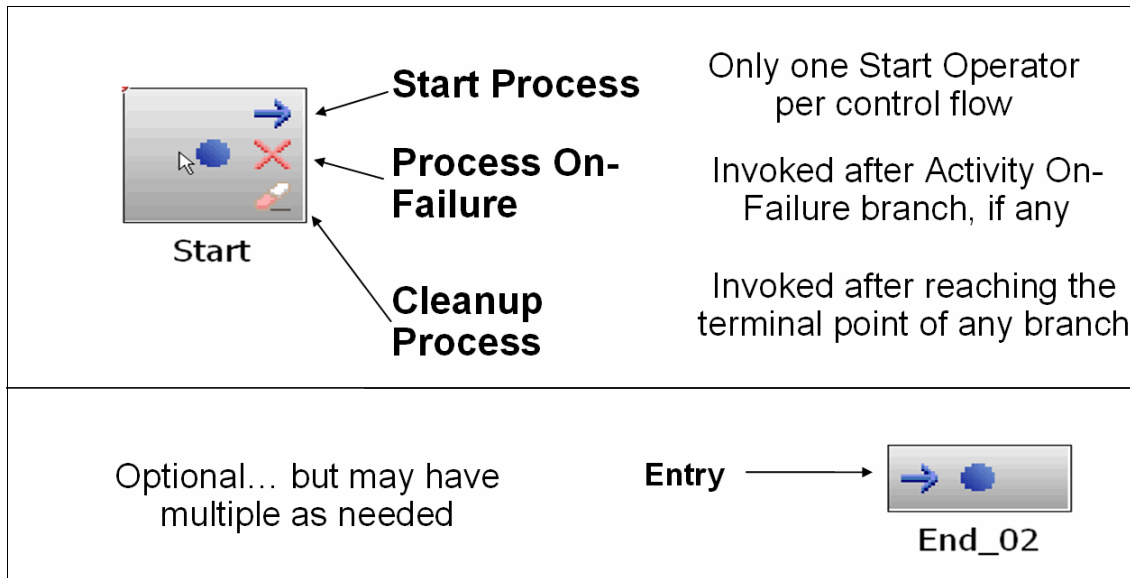 Start Process
Only one Start Operator
per control flow
Process On-
Failure
Invoked after Activity On-
Failure branch, if any
Start
Cleanup
Process
Invoked after reaching the
terminal point of any branch
Optional... but may have
multiple as needed
Entry
End_02